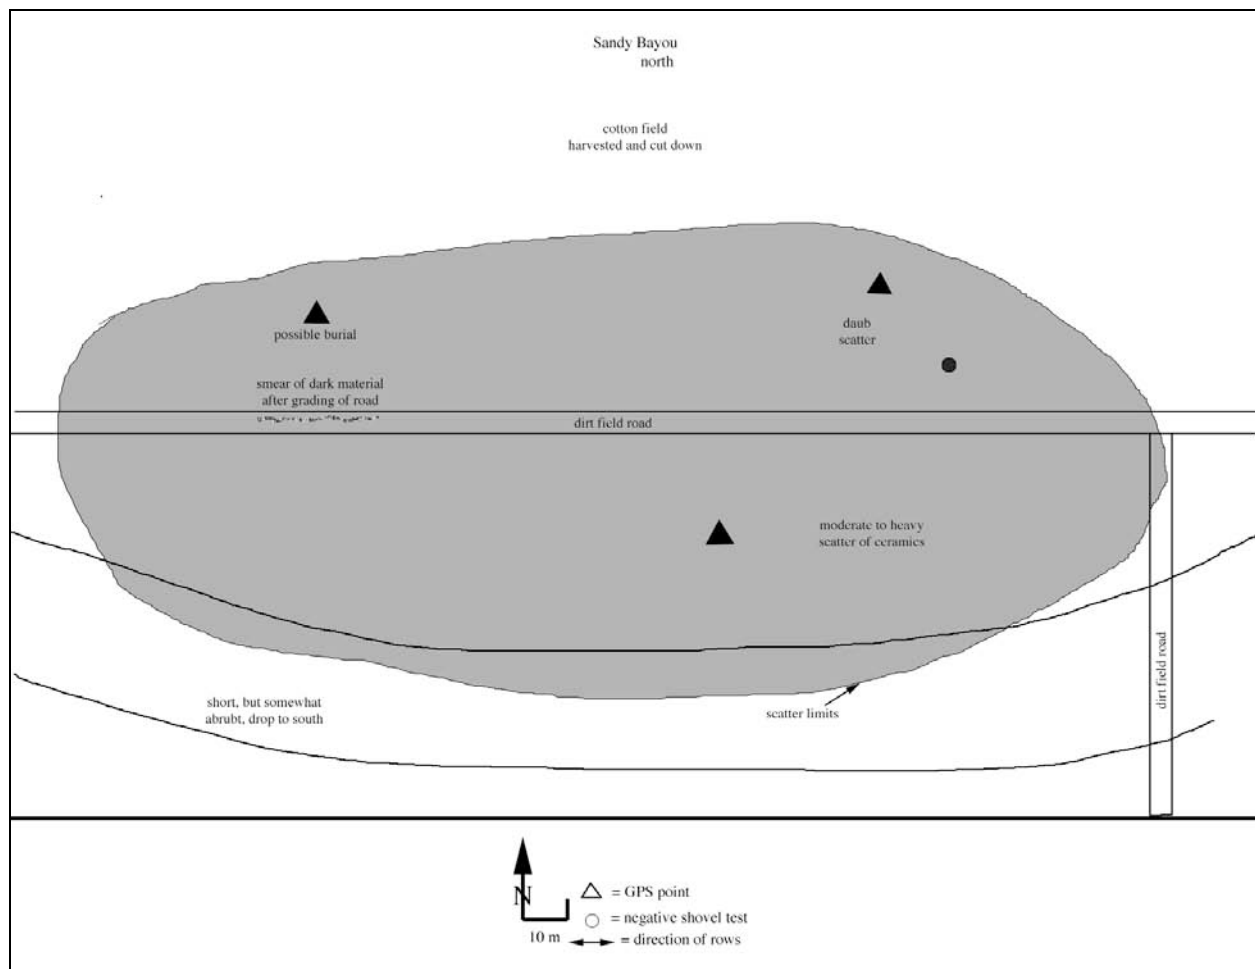 Sandy Bayou
north
cotton field
harvested and cut down
possible burial
daub
scatter
smear of dark material
after grading of road
dirt field road
moderate to heavy
scatter of ceramics
dirt field road
short, but somewhat
abrubt, drop to south
scatter limits
N
10 m
= GPS point
= negative shovel test
= direction of rows